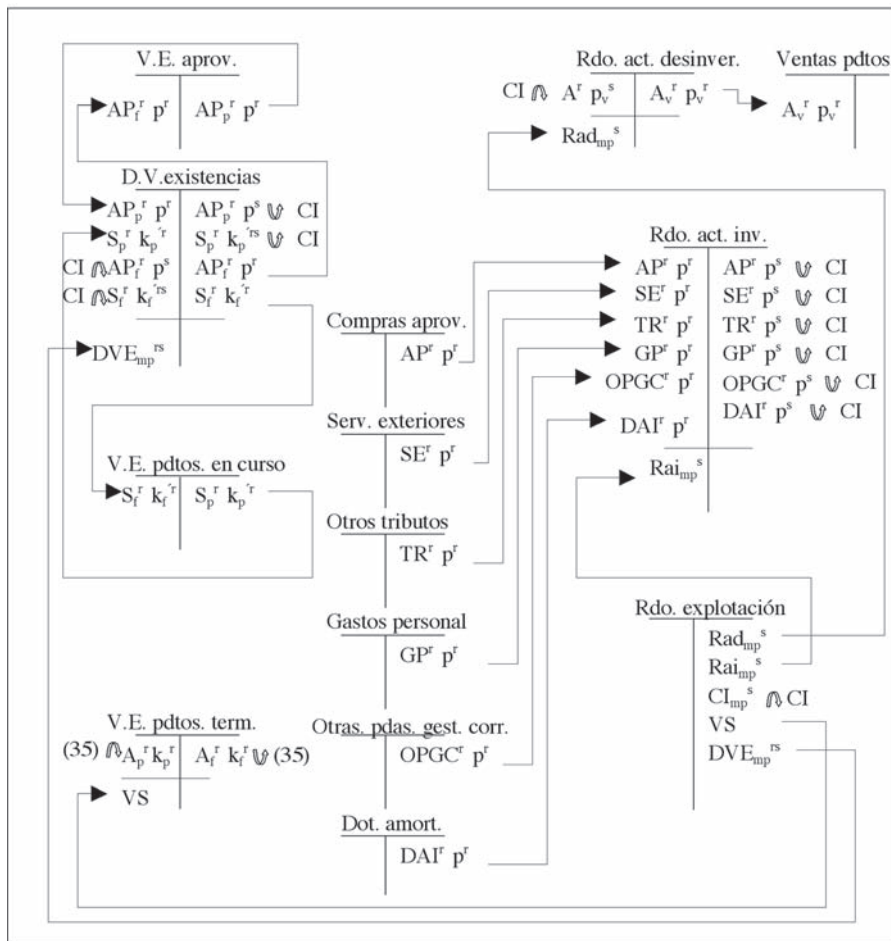 V.E. aprov.
AP_f^r p^r AP_p^r p^r
Rdo. act. desinver.
CI A^r p_v^s A_v^r p_v^r
Rad_mp^s
Ventas pdtos
A_v^r p_v^r
D.V.existencias
AP_p^r p^r AP_p^r p^s CI
S_p^r k_p^'r S_p^r k_p^'rs CI
CI AP_f^r p^s AP_f^r p^r
CI S_f^r k_f^'rs S_f^r k_f^'r
DVE_mp^rs
Rdo. act. inv.
AP^r p^r AP^r p^s CI
SE^r p^r SE^r p^s CI
TR^r p^r TR^r p^s CI
GP^r p^r GP^r p^s CI
OPGC^r p^r OPGC^r p^s CI
DAI^r p^s CI
DAI^r p^r
Rai_mp^s
Compras aprov.
AP^r p^r
Serv. exteriores
SE^r p^r
V.E. pdtos. en curso
S_f^r k_f^'r S_p^r k_p^'r
Otros tributos
TR^r p^r
Gastos personal
GP^r p^r
Rdo. explotación
Rad_mp^s
Rai_mp^s
CI_mp^s CI
VS
DVE_mp^rs
V.E. pdtos. term.
(35) A_p^r k_p^r A_f^r k_f^r (35)
VS
Otras. pdas. gest. corr.
OPGC^r p^r
Dot. amort.
DAI^r p^r